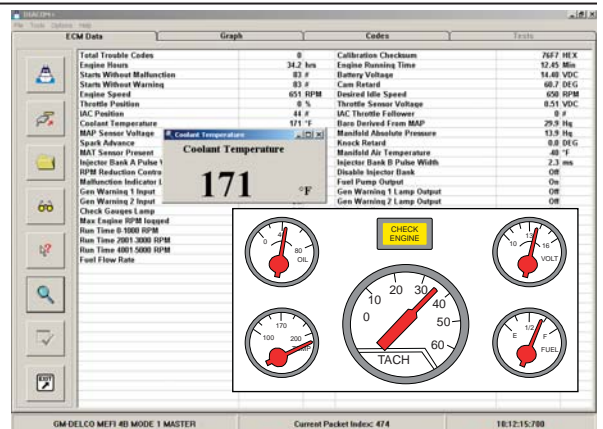 DIACOM+
File Tools Options Help
ECM Data Graph Codes Tests
Total Trouble Codes 0 Calibration Checksum 76F7 HEX
Engine Hours 34.2 hrs Engine Running Time 12.45 Min
Starts Without Malfunction 83 # Battery Voltage 14.40 VDC
Starts Without Warning 83 # Cam Retard 60.7 DEG
Engine Speed 651 RPM Desired Idle Speed 650 RPM
Throttle Position 0 % Throttle Sensor Voltage 0.51 VDC
IAC Position 44 # IAC Throttle Follower 0 #
Coolant Temperature 171 °F Baro Derived From MAP 29.9 Hg
MAP Sensor Voltage Manifold Absolute Pressure 13.9 Hg
Spark Advance Knock Retard 0.0 DEG
MAT Sensor Present Manifold Air Temperature -40 °F
Injector Bank A Pulse Injector Bank B Pulse Width 2.3 ms
RPM Reduction Contro Disable Injector Bank Off
Malfunction Indicator L Fuel Pump Output On
Gen Warning 1 Input Gen Warning 1 Lamp Output Off
Gen Warning 2 Input Gen Warning 2 Lamp Output Off
Check Gauges Lamp
Max Engine RPM logged
Run Time 0-1000 RPM
Run Time 2001-3000 RPM
Run Time 4001-5000 RPM
Fuel Flow Rate
Coolant Temperature
Coolant Temperature
171 °F
0 80
OIL
CHECK
ENGINE
10 13 16
VOLT
0 10 20 30 40 50 60
TACH
100 170 200
E 1/2 F
FUEL
EXIT
GM-DELCO MEFI 4B MODE 1 MASTER Current Packet Index: 474 18:12:15:700